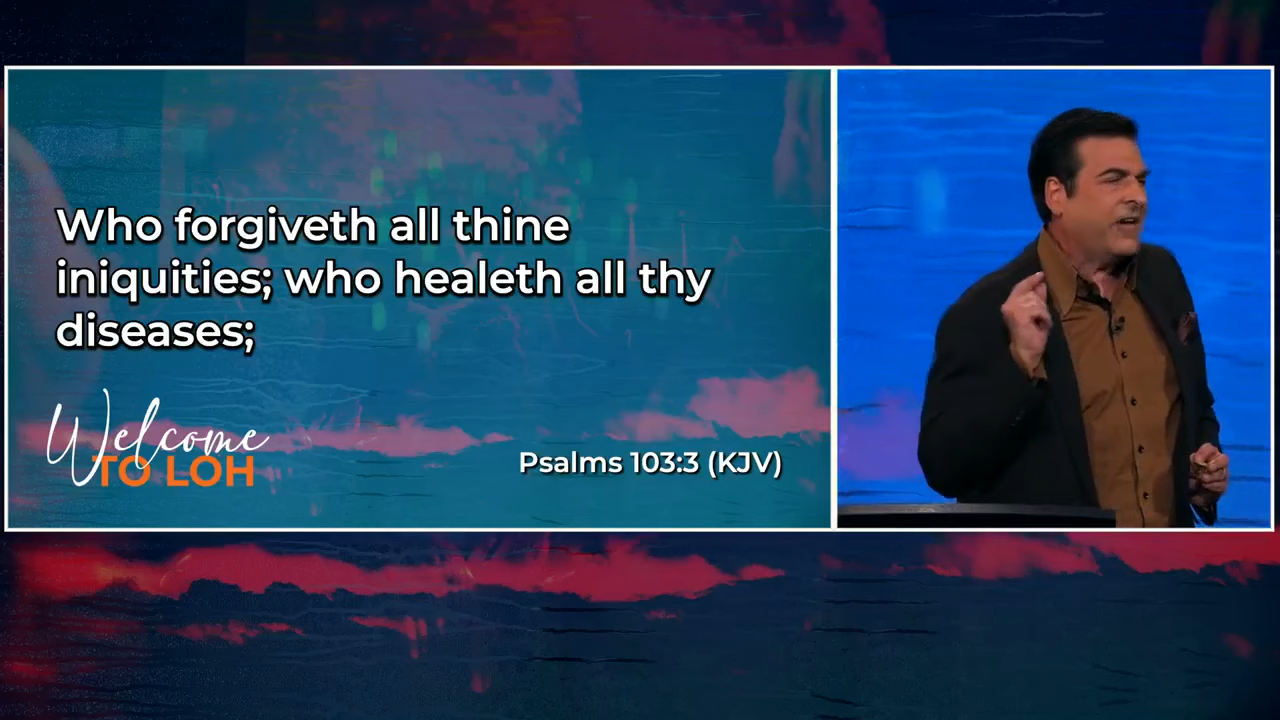 Who forgiveth all thine
iniquities; who healeth all thy
diseases;
Welcome
TO LOH
Psalms 103:3 (KJV)